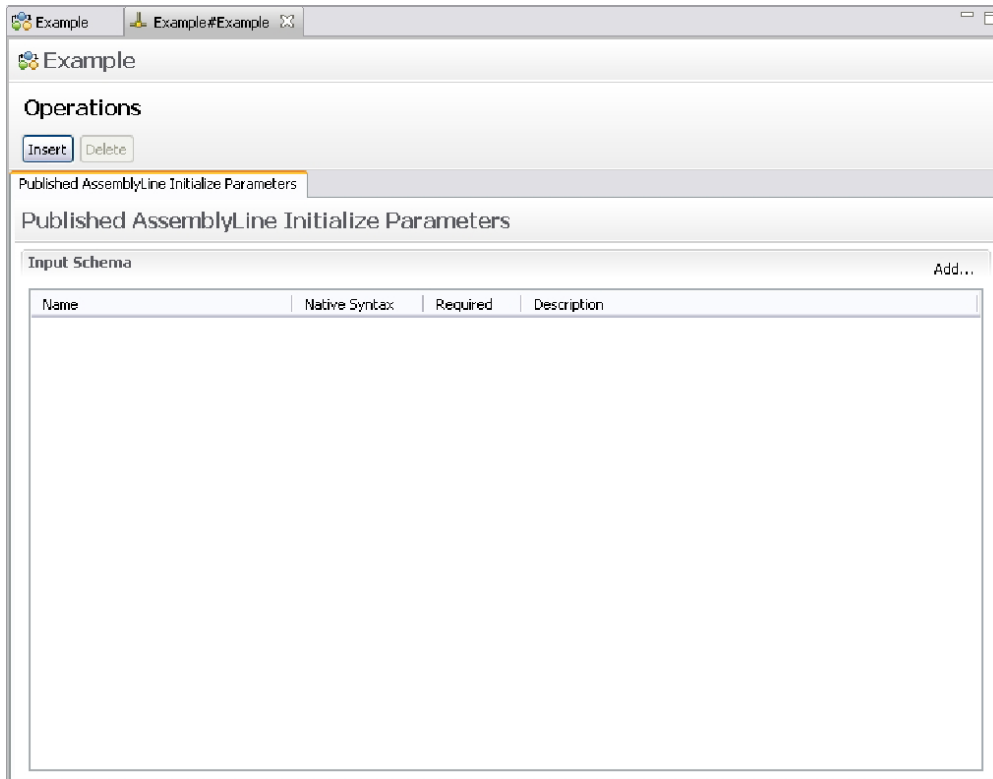 Example
Example#Example
Example
Operations
Insert
Delete
Published AssemblyLine Initialize Parameters
Published AssemblyLine Initialize Parameters
Input Schema
Add...
Name
Native Syntax
Required
Description